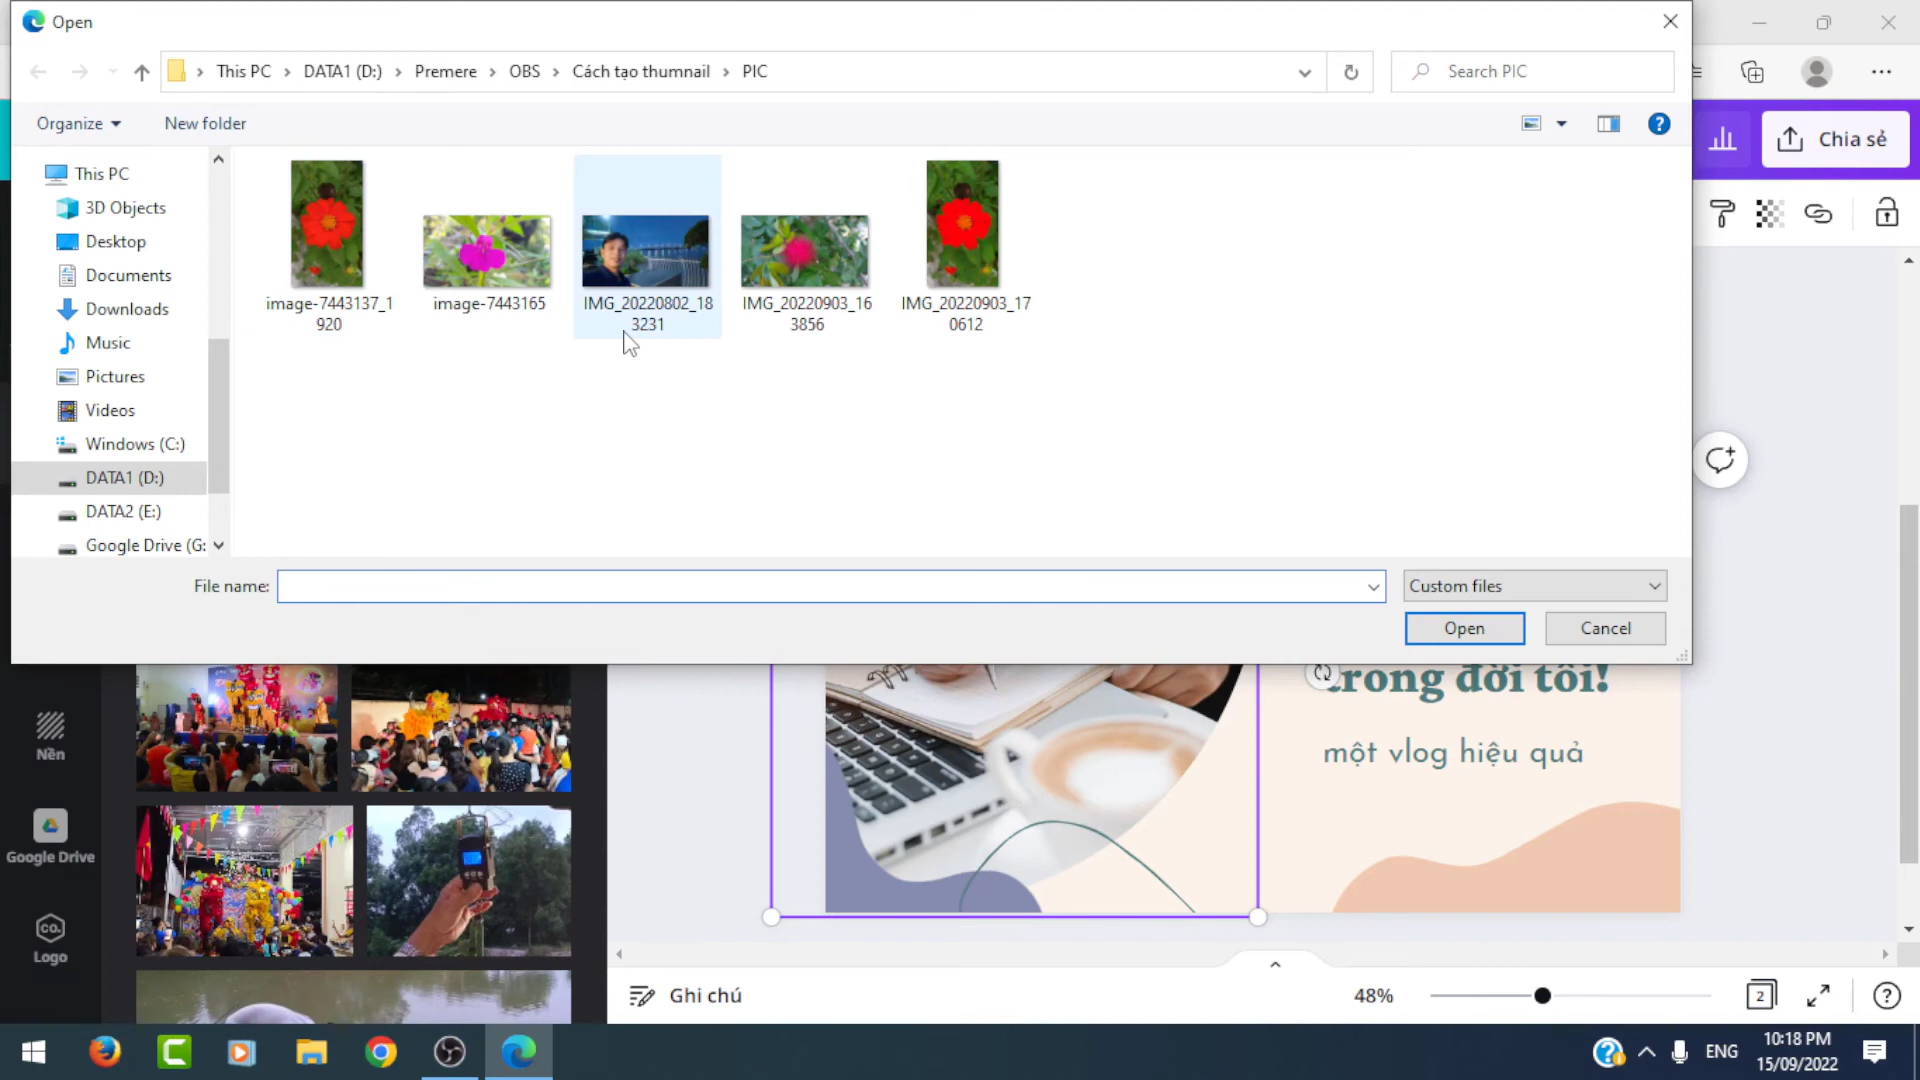 Open
This PC
DATA1 (D:)
Premere
OBS
Cách tạo thumnail
PIC
Search PIC
Organize
New folder
Chia sẻ
This PC
3D Objects
Desktop
Documents
Downloads
Music
Pictures
Videos
Windows (C:)
DATA1 (D:)
DATA2 (E:)
Google Drive (G:
image-7443137_1
920
image-7443165
IMG_20220802_18
3231
IMG_20220903_16
3856
IMG_20220903_17
0612
File name:
Custom files
Open
Cancel
trong đời tôi!
một vlog hiệu quả
Nền
Google Drive
co.
Logo
Ghi chú
48%
2
ENG
10:18 PM
15/09/2022